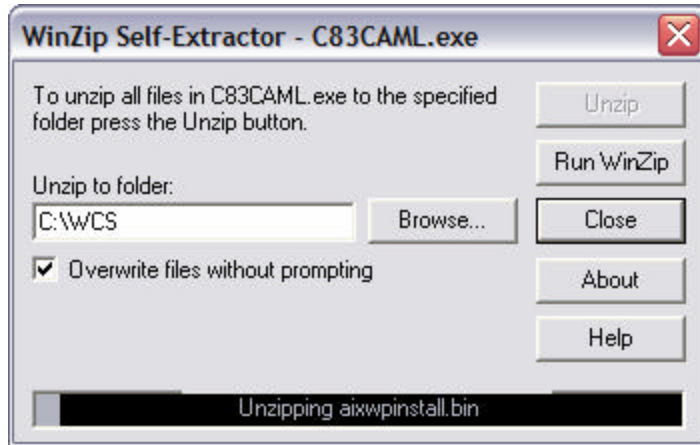 WinZip Self-Extractor - C83CAML.exe
To unzip all files in C83CAML.exe to the specified
folder press the Unzip button.
Unzip
Run WinZip
Unzip to folder:
C:\WCS
Browse...
Close
Overwrite files without prompting
About
Help
Unzipping aixwpinstall.bin